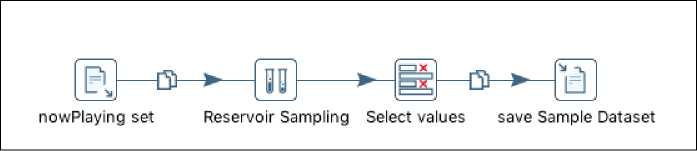 nowPlaying set
Reservoir Sampling
Select values
save Sample Dataset